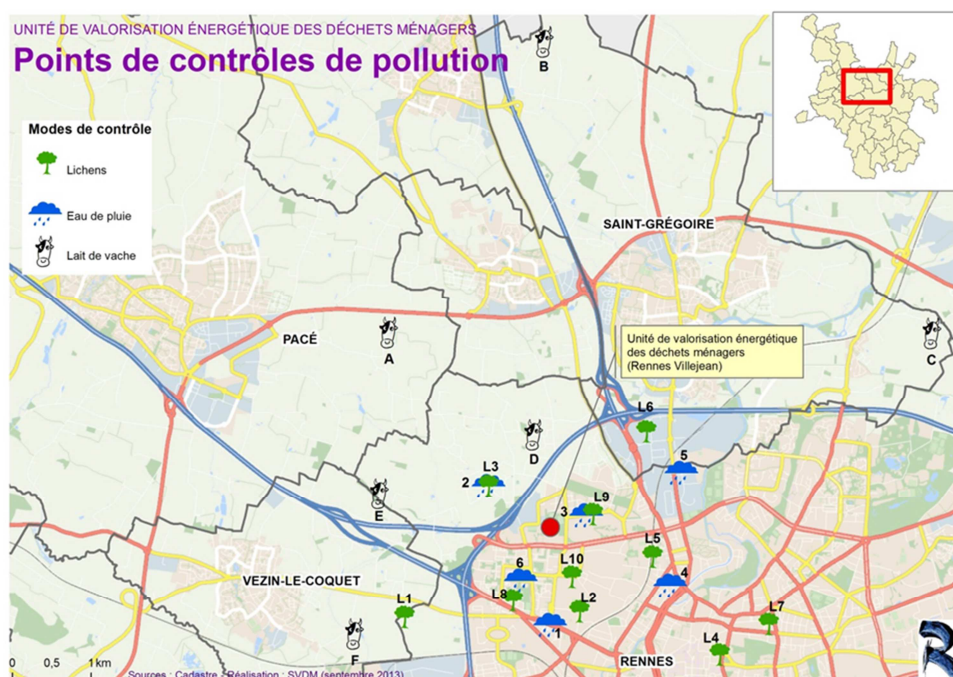 UNITÉ DE VALORISATION ÉNERGÉTIQUE DES DÉCHETS MÉNAGERS
Points de contrôles de pollution
B
Modes de contrôle
Lichens
Eau de pluie
Lait de vache
SAINT-GRÉGOIRE
PACÉ
A
Unité de valorisation énergétique
des déchets ménagers
(Rennes Villejean)
C
L6
D
L3
2
5
E
3
L9
L5
VEZIN-LE-COQUET
6
L10
4
L1
L8
L2
L7
1
F
L4
RENNES
0 0,5 1 km
Sources : Cadastre - Réalisation : SVDM (septembre 2013)
R